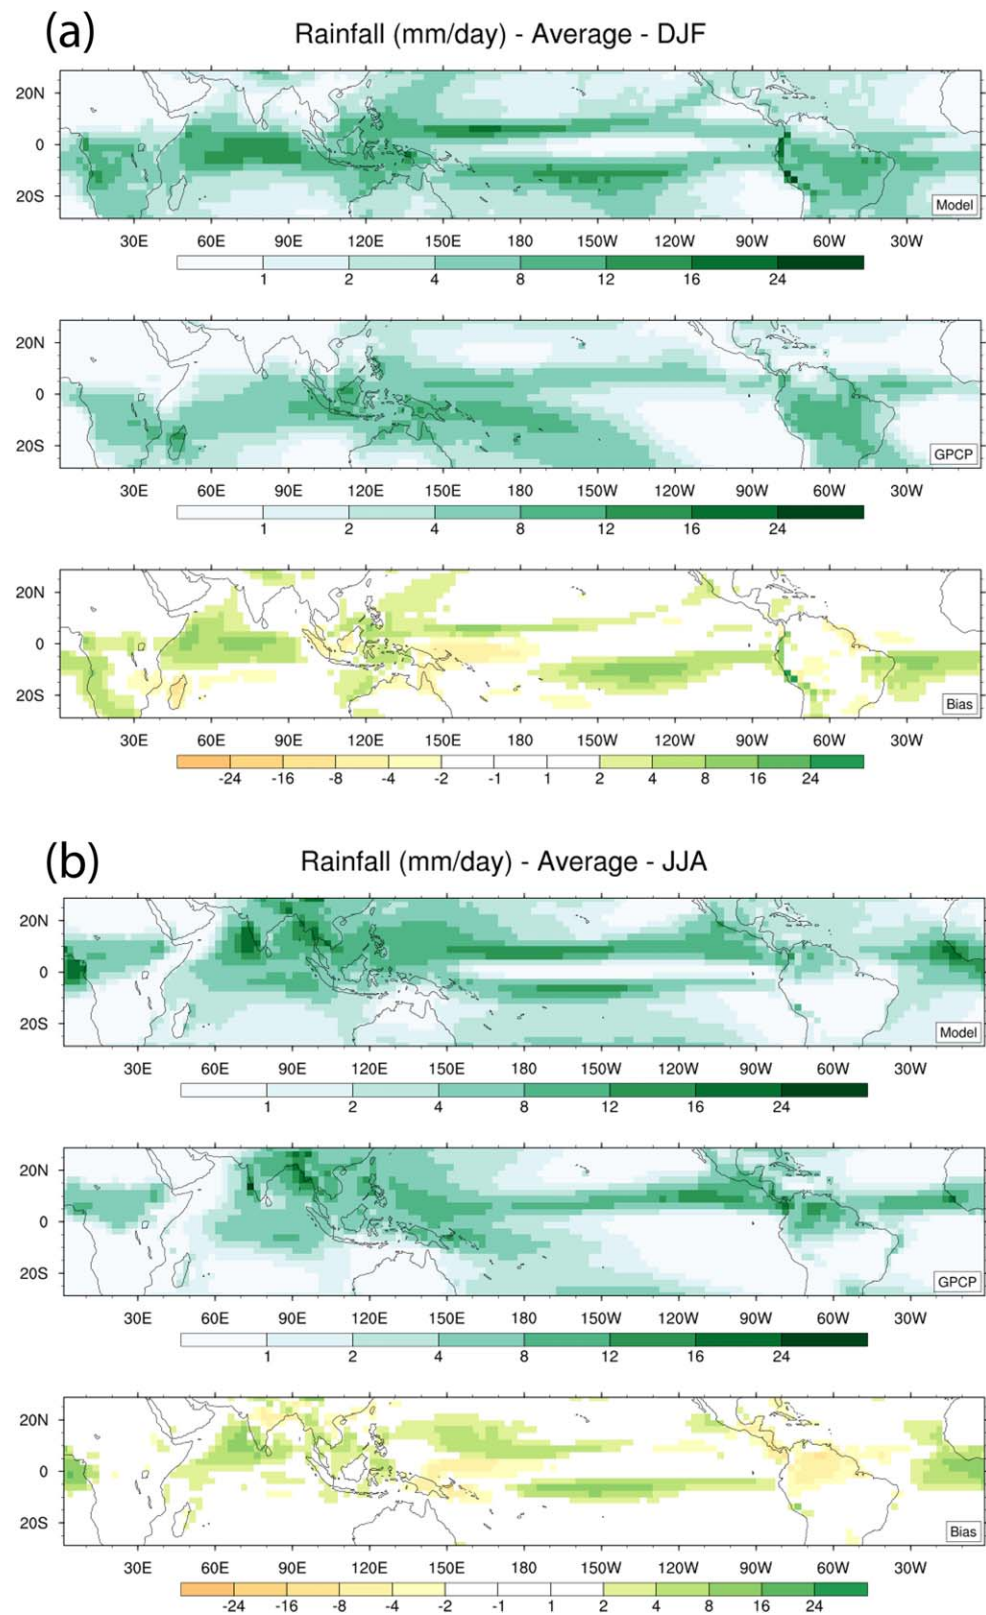 (a)
Rainfall (mm/day) - Average - DJF
20N
0
20S
Model
30E 60E 90E 120E 150E 180 150W 120W 90W 60W 30W
1 2 4 8 12 16 24
20N
0
20S
GPCP
30E 60E 90E 120E 150E 180 150W 120W 90W 60W 30W
1 2 4 8 12 16 24
20N
0
20S
Bias
30E 60E 90E 120E 150E 180 150W 120W 90W 60W 30W
-24 -16 -8 -4 -2 -1 1 2 4 8 16 24
(b)
Rainfall (mm/day) - Average - JJA
20N
0
20S
Model
30E 60E 90E 120E 150E 180 150W 120W 90W 60W 30W
1 2 4 8 12 16 24
20N
0
20S
GPCP
30E 60E 90E 120E 150E 180 150W 120W 90W 60W 30W
1 2 4 8 12 16 24
20N
0
20S
Bias
30E 60E 90E 120E 150E 180 150W 120W 90W 60W 30W
-24 -16 -8 -4 -2 -1 1 2 4 8 16 24